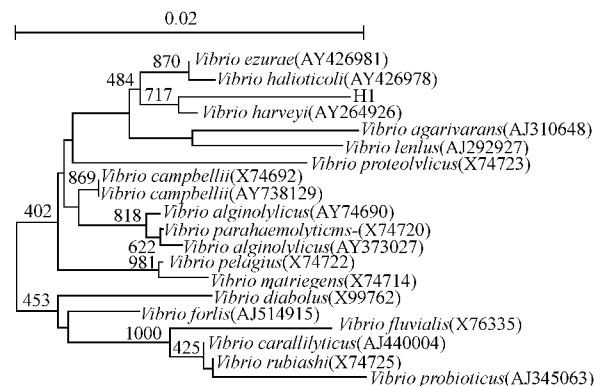 0.02
870
Vibrio ezurae(AY426981)
Vibrio halioticoli(AY426978)
484
H1
717
Vibrio harveyi(AY264926)
Vibrio agarivarans(AJ310648)
Vibrio lenlus(AJ292927)
Vibrio proteolvlicus(X74723)
869
Vibrio campbellii(X74692)
Vibrio campbellii(AY738129)
402
818
Vibrio alginolylicus(AY74690)
Vibrio parahaemolyticms-(X74720)
622
Vibrio alginolylicus(AY373027)
981
Vibrio pelagius(X74722)
Vibrio matriegens(X74714)
453
Vibrio diabolus(X99762)
Vibrio forlis(AJ514915)
1000
Vibrio fluvialis(X76335)
425
Vibrio carallilyticus(AJ440004)
Vibrio rubiashi(X74725)
Vibrio probioticus(AJ345063)